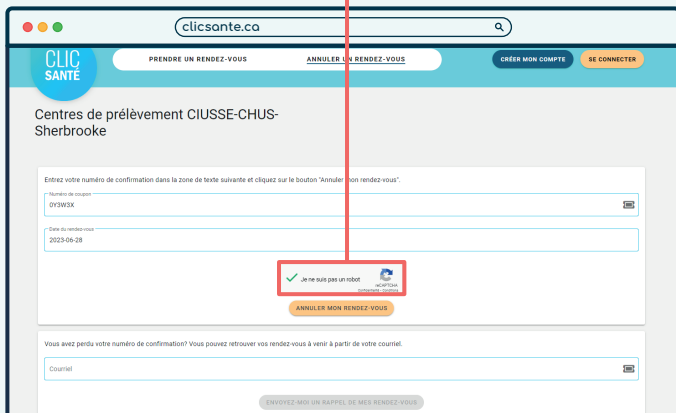 clicsante.ca
CLIC
SANTÉ
PRENDRE UN RENDEZ-VOUS
ANNULER UN RENDEZ-VOUS
CRÉER MON COMPTE
SE CONNECTER
Centres de prélèvement CIUSSE-CHUS-
Sherbrooke
Entrez votre numéro de confirmation dans la zone de texte suivante et cliquez sur le bouton "Annuler mon rendez-vous".
Numéro de coupon
0Y3W3X
Date du rendez-vous
2023-06-28
Je ne suis pas un robot
reCAPTCHA
Confidentialité - Conditions
ANNULER MON RENDEZ-VOUS
Vous avez perdu votre numéro de confirmation? Vous pouvez retrouver vos rendez-vous à venir à partir de votre courriel.
Courriel
ENVOYEZ-MOI UN RAPPEL DE MES RENDEZ-VOUS